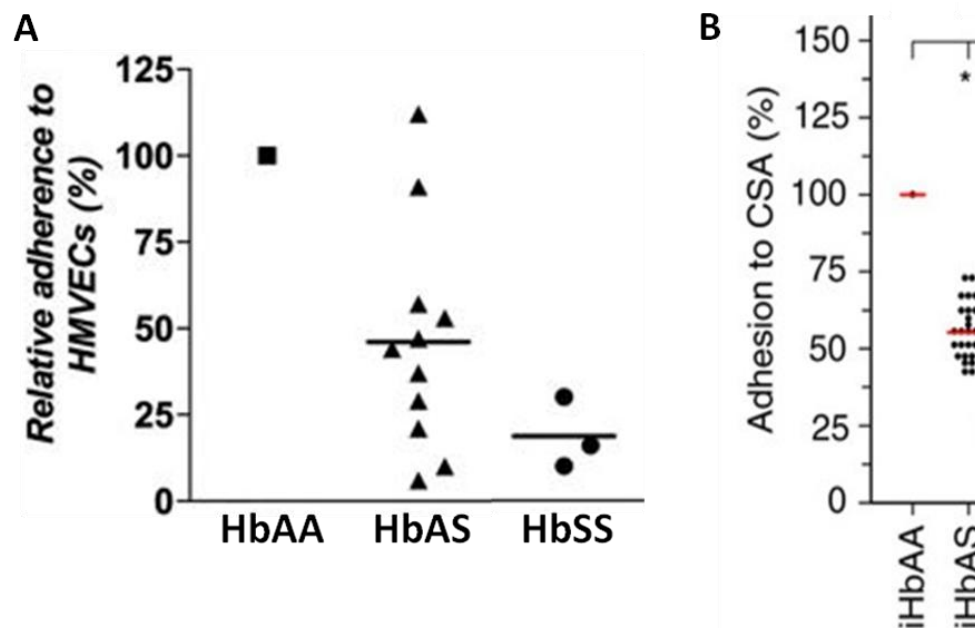 A
Relative adherence to
HMVECs (%)
125
100
75
50
25
0
HbAA
HbAS
HbSS
B
Adhesion to CSA (%)
150
125
100
75
50
25
0
*
iHbAA
iHbAS